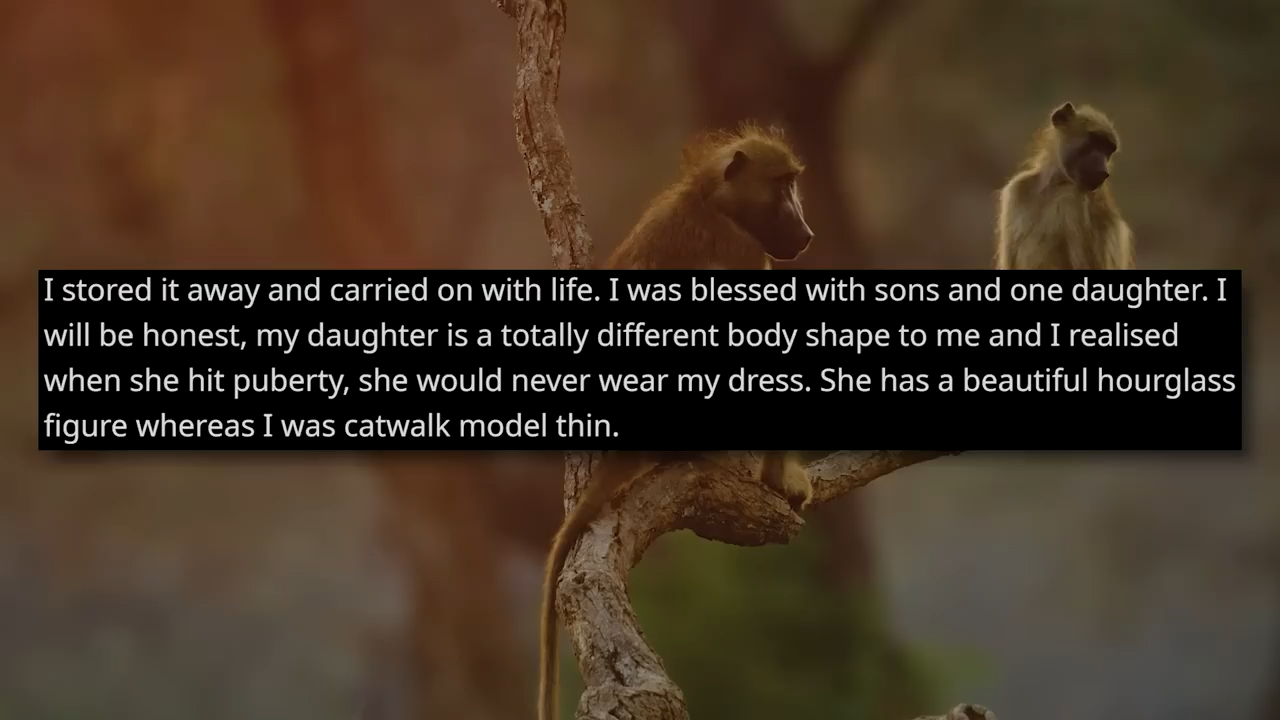 I stored it away and carried on with life. I was blessed with sons and one daughter. I
will be honest, my daughter is a totally different body shape to me and I realised
when she hit puberty, she would never wear my dress. She has a beautiful hourglass
figure whereas I was catwalk model thin.